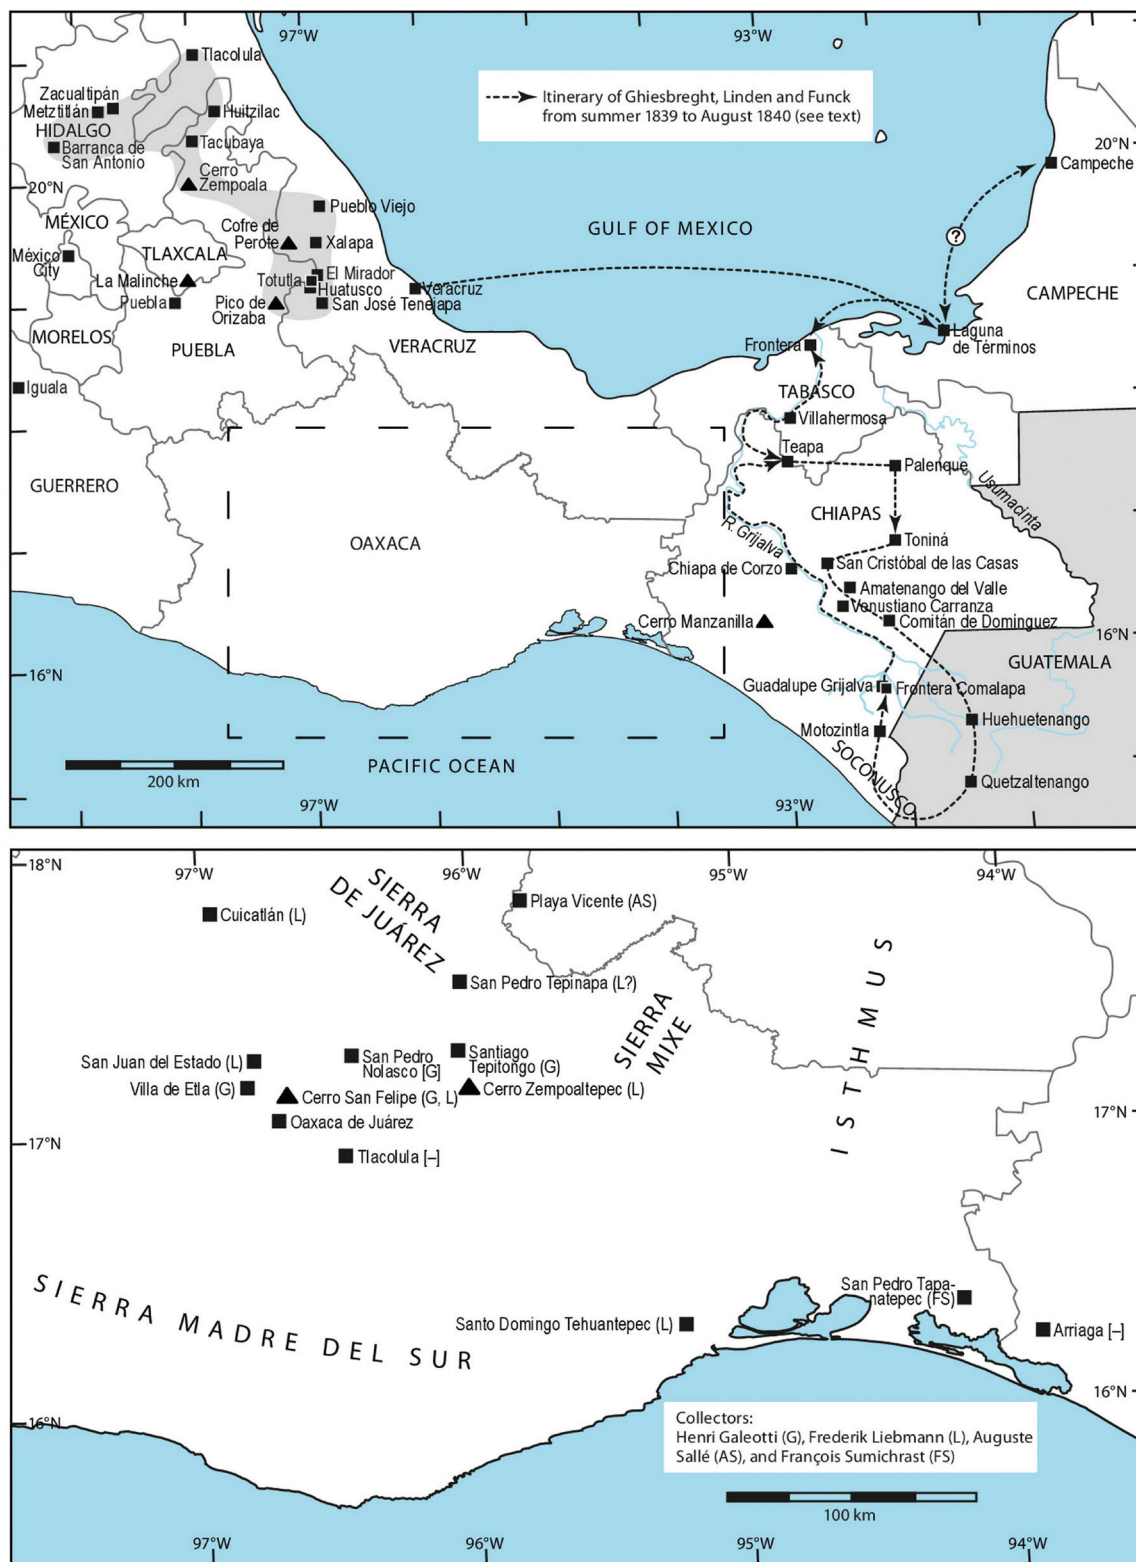 97°W
93°W
Tlacolula
Zacualtipán
Metztitlán
Huitzilac
HIDALGO
Barranca de
San Antonio
Tacubaya
Cerro
Zempoala
20°N
Itinerary of Ghiesbreght, Linden and Funck
from summer 1839 to August 1840 (see text)
20°N
Campeche
Pueblo Viejo
MÉXICO
Cofre de
Perote
Xalapa
GULF OF MEXICO
?
México
City
TLAXCALA
La Malinche
Totutla
El Mirador
Huatusco
Veracruz
CAMPECHE
Puebla
Pico de
Orizaba
San José Tenejapa
MORELOS
PUEBLA
VERACRUZ
Frontera
Laguna
de Términos
Iguala
TABASCO
Villahermosa
Teapa
Palenque
GUERRERO
Usumacinta
CHIAPAS
OAXACA
R. Grijalva
Toniná
Chiapa de Corzo
San Cristóbal de las Casas
Amatenango del Valle
Venustiano Carranza
Cerro Manzanilla
Comitán de Domínguez
16°N
GUATEMALA
16°N
Guadalupe Grijalva
Frontera Comalapa
Motozintla
Huehuetenango
SOCONUSCO
Quetzaltenango
200 km
PACIFIC OCEAN
97°W
93°W
18°N
97°W
96°W
95°W
94°W
SIERRA
DE JUÁREZ
Cuicatlán (L)
Playa Vicente (AS)
San Pedro Tepinapa (L?)
SIERRA
MIXE
ISTHMUS
San Juan del Estado (L)
San Pedro
Nolasco [G]
Santiago
Tepitongo (G)
Villa de Etla (G)
Cerro San Felipe (G, L)
Cerro Zempoaltepec (L)
Oaxaca de Juárez
17°N
17°N
Tlacolula [–]
SIERRA MADRE DEL SUR
San Pedro Tapa-
natepec (FS)
Santo Domingo Tehuantepec (L)
Arriaga [–]
16°N
16°N
Collectors:
Henri Galeotti (G), Frederik Liebmann (L), Auguste
Sallé (AS), and François Sumichrast (FS)
100 km
97°W
96°W
95°W
94°W